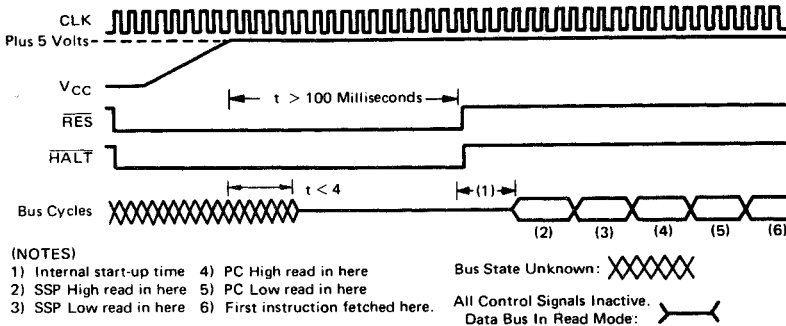 CLK
Plus 5 Volts
VCC
t > 100 Milliseconds
RES
HALT
t < 4
(1)
Bus Cycles
(2) (3) (4) (5) (6)
(NOTES)
1) Internal start-up time 4) PC High read in here
2) SSP High read in here 5) PC Low read in here
3) SSP Low read in here 6) First instruction fetched here.
Bus State Unknown:
All Control Signals Inactive.
Data Bus In Read Mode: